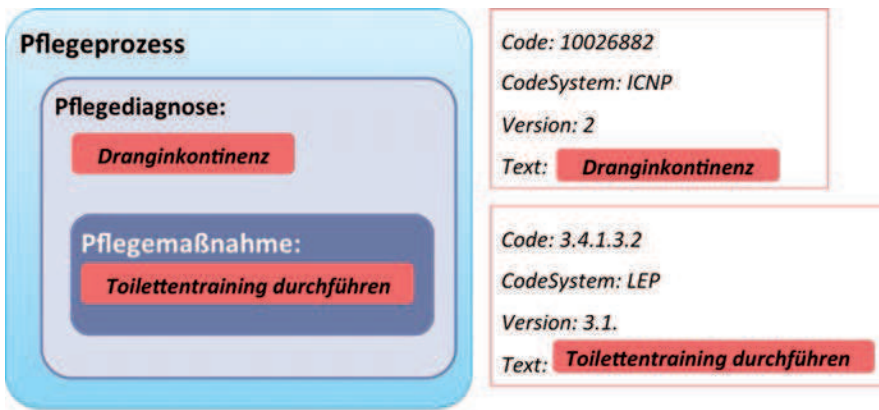 Pflegeprozess
Pflegediagnose:
Dranginkontinenz
Pflegemaßnahme:
Toilettentraining durchführen
Code: 10026882
CodeSystem: ICNP
Version: 2
Text: Dranginkontinenz
Code: 3.4.1.3.2
CodeSystem: LEP
Version: 3.1.
Text: Toilettentraining durchführen